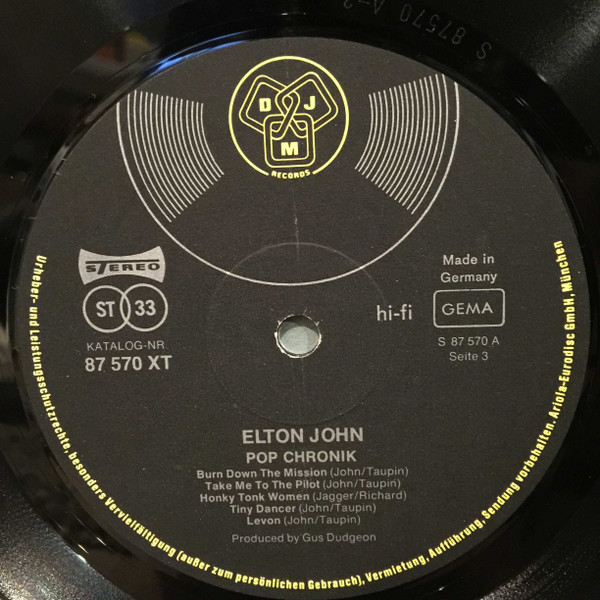 S 87570 A-2
D J
M
RECORDS
STEREO
ST 33
KATALOG-NR
87 570 XT
Made in
Germany
hi-fi
GEMA
S 87 570 A
Seite 3
ELTON JOHN
POP CHRONIK
Burn Down The Mission (John/Taupin)
Take Me To The Pilot (John/Taupin)
Honky Tonk Women (Jagger/Richard)
Tiny Dancer (John/Taupin)
Levon (John/Taupin)
Produced by Gus Dudgeon
Urheber- und Leistungsschutzrechte, besonders Vervielfältigung (außer zum persönlichen Gebrauch), Vermietung, Aufführung, Sendung vorbehalten. Ariola-Eurodisc GmbH, München